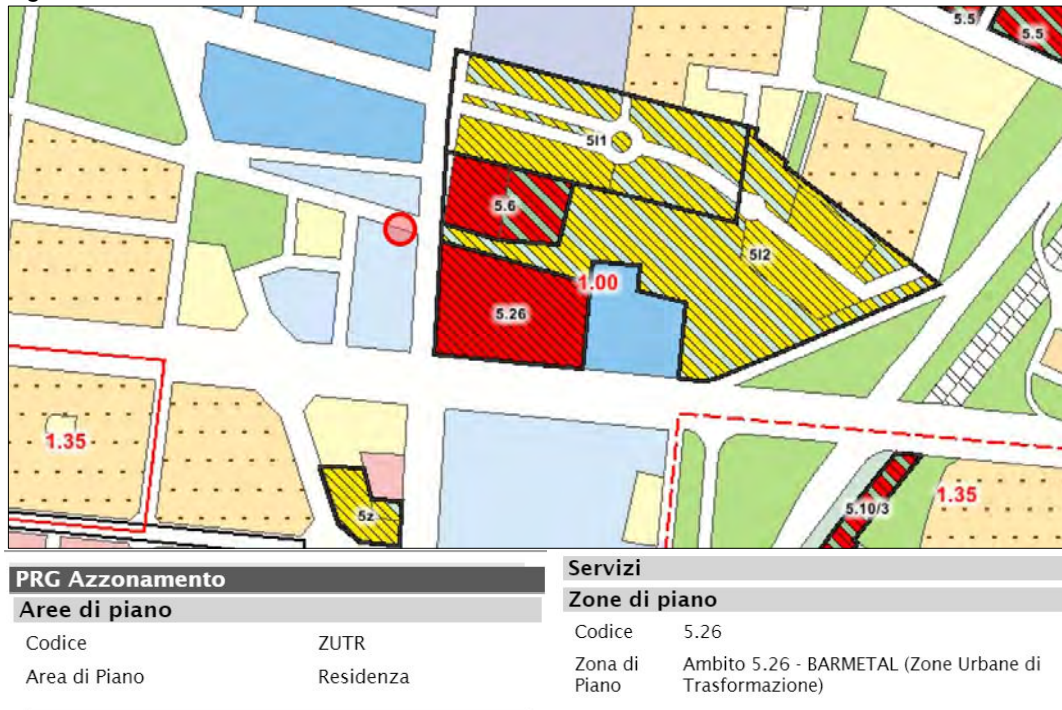 5.5
5.5
5I1
5.6
5I2
1.00
5.26
1.35
5z
1.35
5.10/3
PRG Azzonamento
Aree di piano
Codice ZUTR
Area di Piano Residenza
Servizi
Zone di piano
Codice 5.26
Zona di Piano Ambito 5.26 - BARMETAL (Zone Urbane di
Trasformazione)